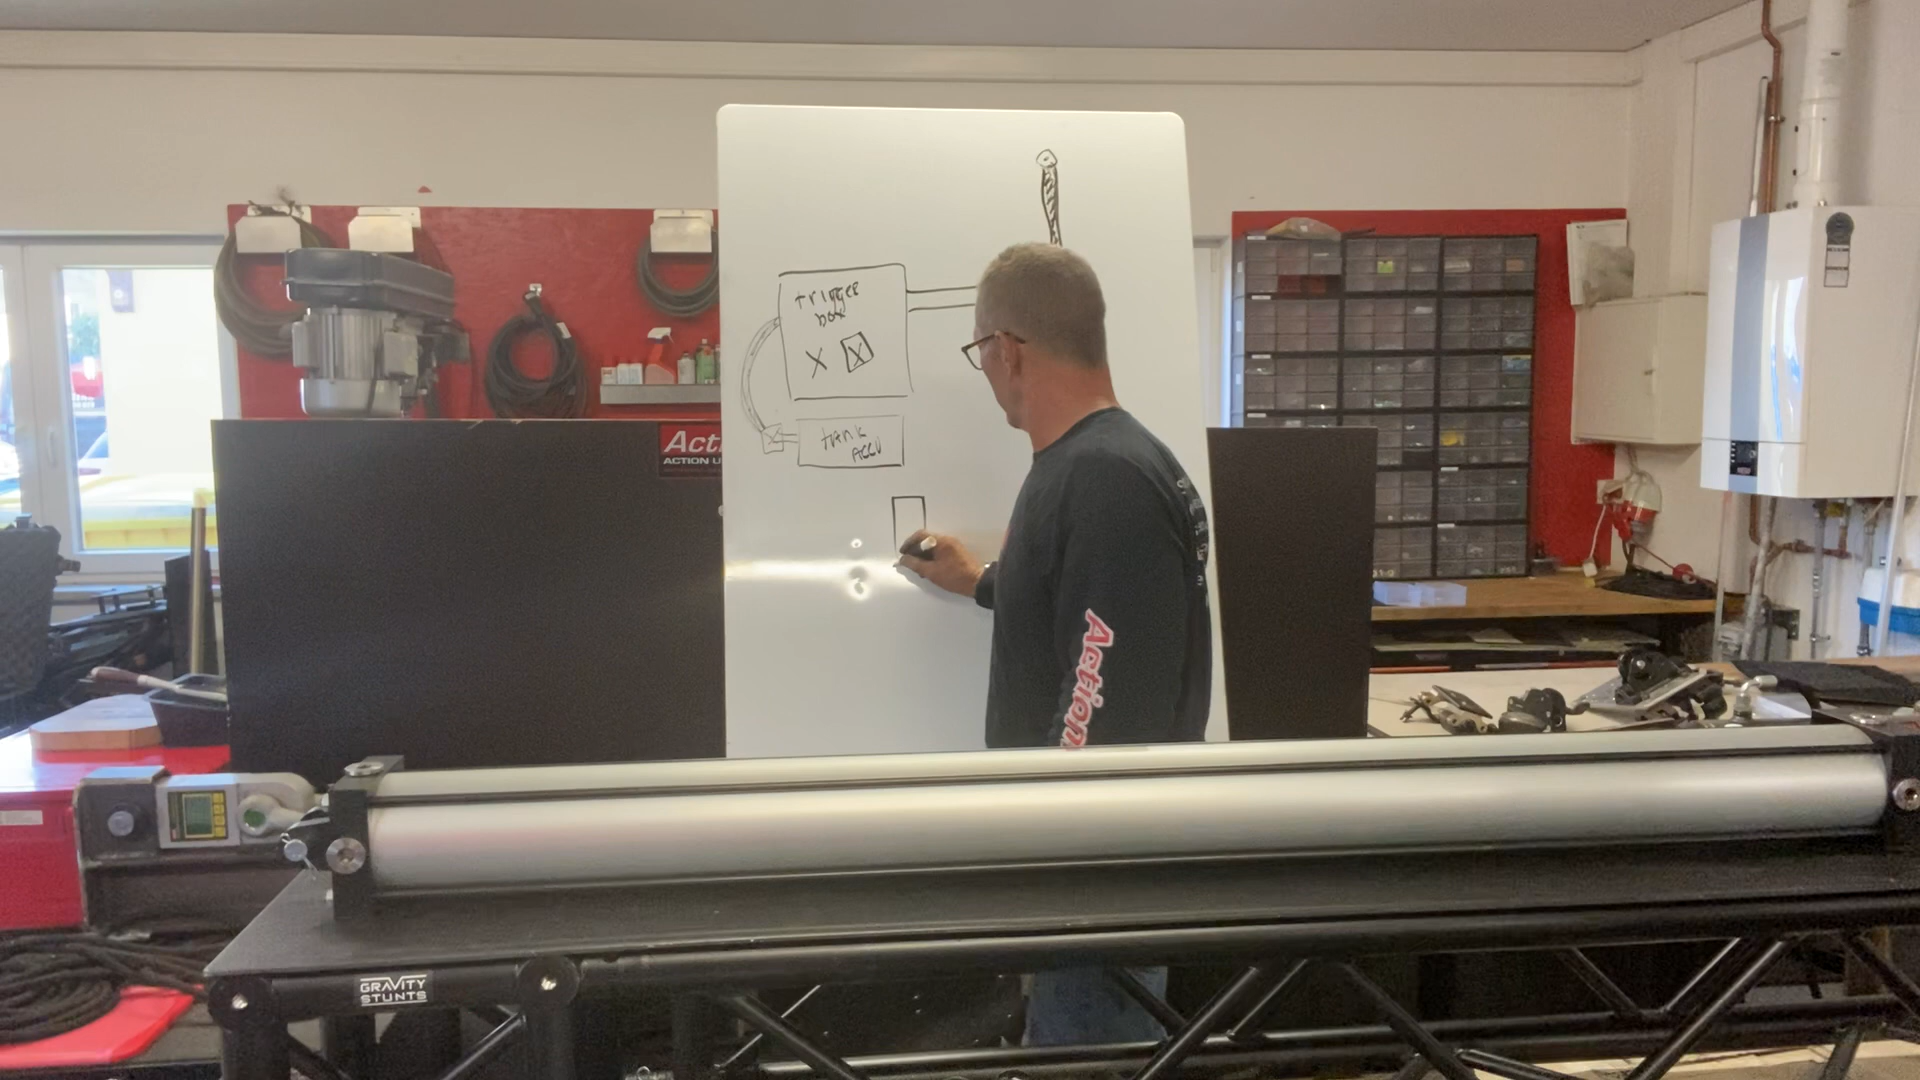 trigger
box
X X
tank
ACCU
Act
ACTION U
Action
GRAVITY
STUNTS